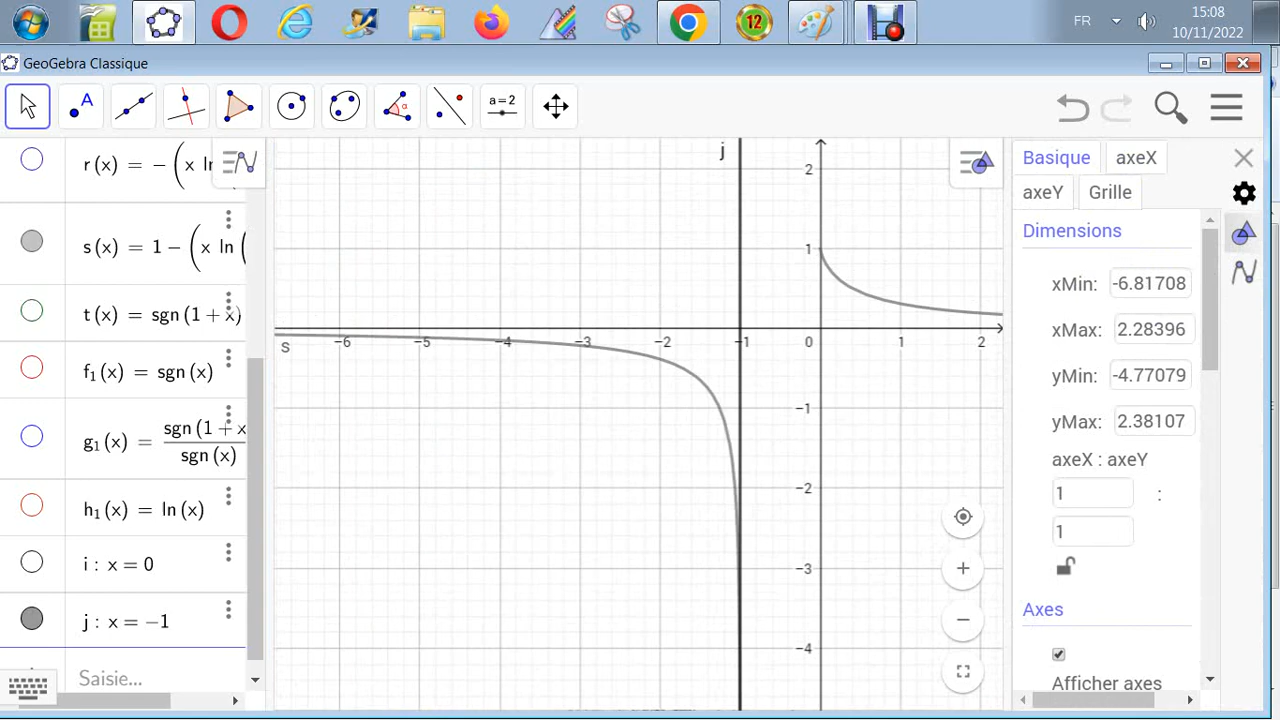 12
FR
15:08
10/11/2022
GeoGebra Classique
A
α
a=2
r(x) = −(x ln
s(x) = 1 − (x ln (
t(x) = sgn (1 + x)
f₁(x) = sgn (x)
g₁(x) = sgn (1 + x
sgn (x)
h₁(x) = ln (x)
i : x = 0
j : x = −1
Saisie...
j
2
1
0
s
−6 −5 −4 −3 −2 −1 0 1 2
−1
−2
−3
−4
Basique
axeX
axeY
Grille
Dimensions
xMin: -6.81708
xMax: 2.28396
yMin: -4.77079
yMax: 2.38107
axeX : axeY
1 :
1
Axes
Afficher axes